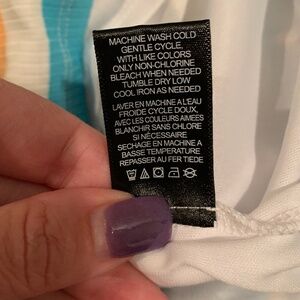 MACHINE WASH COLD
GENTLE CYCLE,
WITH LIKE COLORS
ONLY NON-CHLORINE
BLEACH WHEN NEEDED
TUMBLE DRY LOW
COOL IRON AS NEEDED
LAVER EN MACHINE A L'EAU
FROIDE CYCLE DOUX,
AVEC LES COULEURS AIMEES
BLANCHIR SANS CHLORE
SI NÉCESSAIRE
SECHAGE EN MACHINE A
BASSE TEMPERATURE
REPASSER AU FER TIEDE